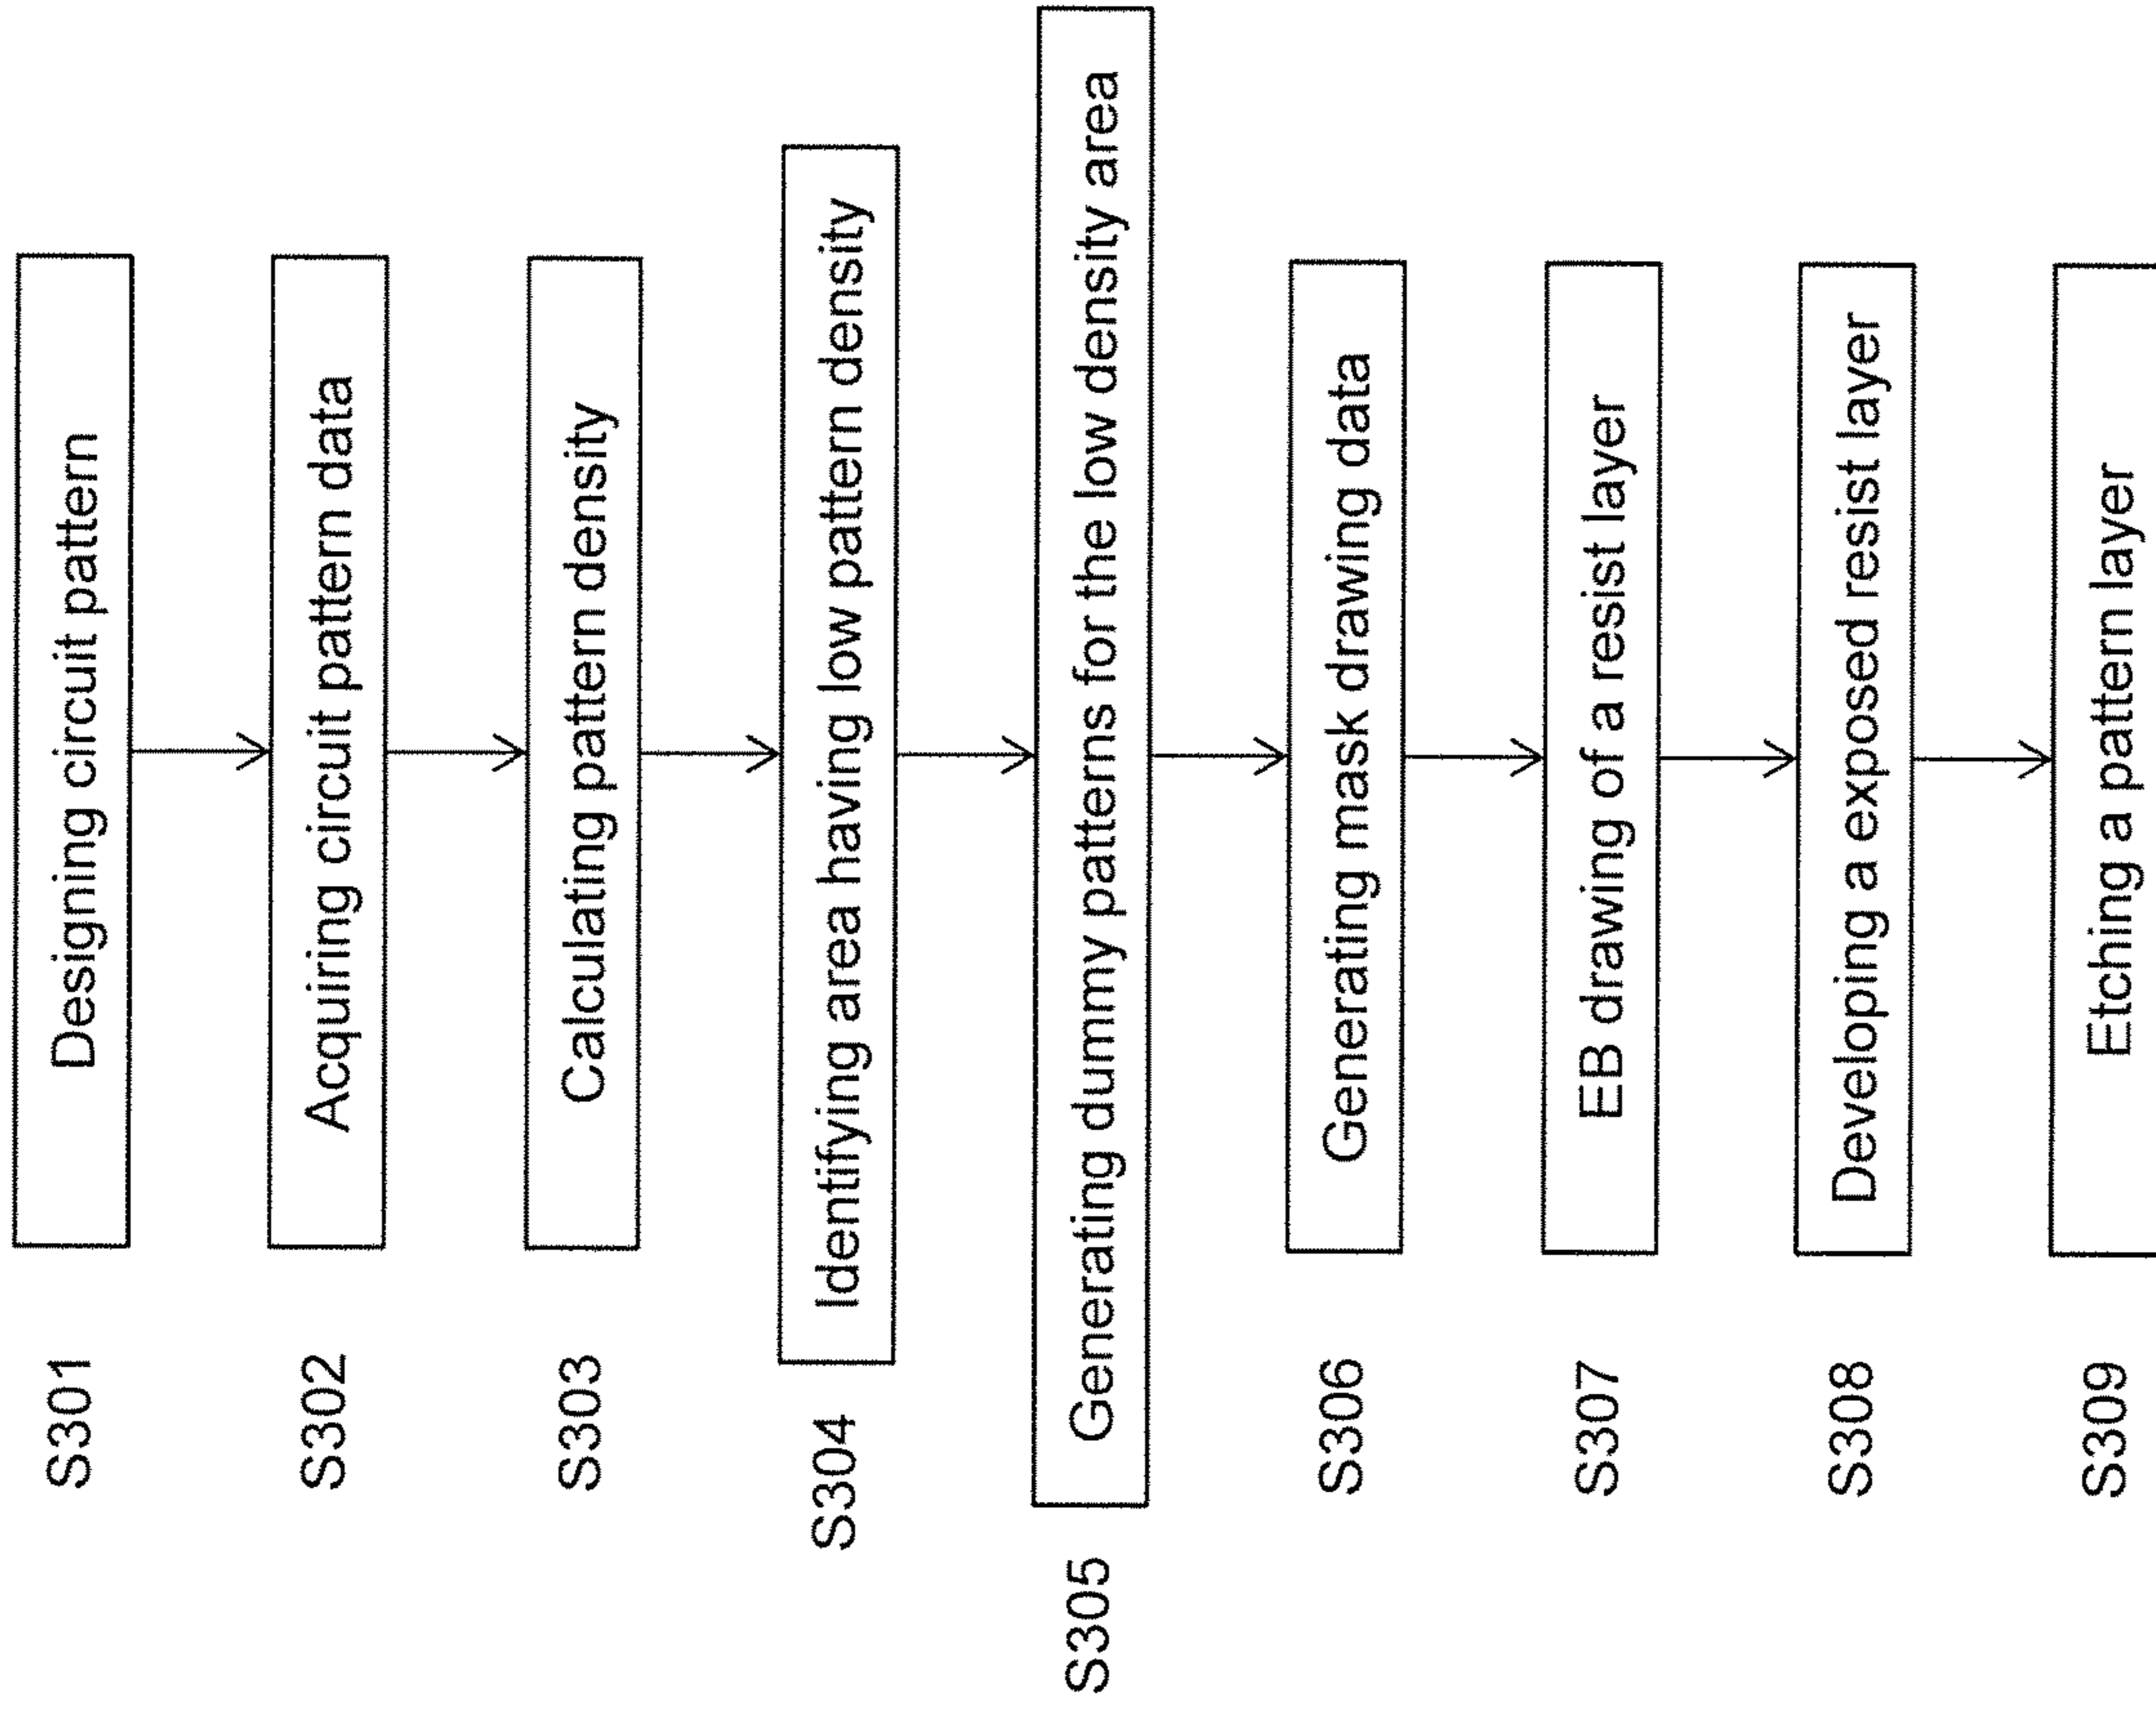 S301 Designing circuit pattern
S302 Acquiring circuit pattern data
S303 Calculating pattern density
S304 Identifying area having low pattern density
S305 Generating dummy patterns for the low density area
S306 Generating mask drawing data
S307 EB drawing of a resist layer
S308 Developing a exposed resist layer
S309 Etching a pattern layer